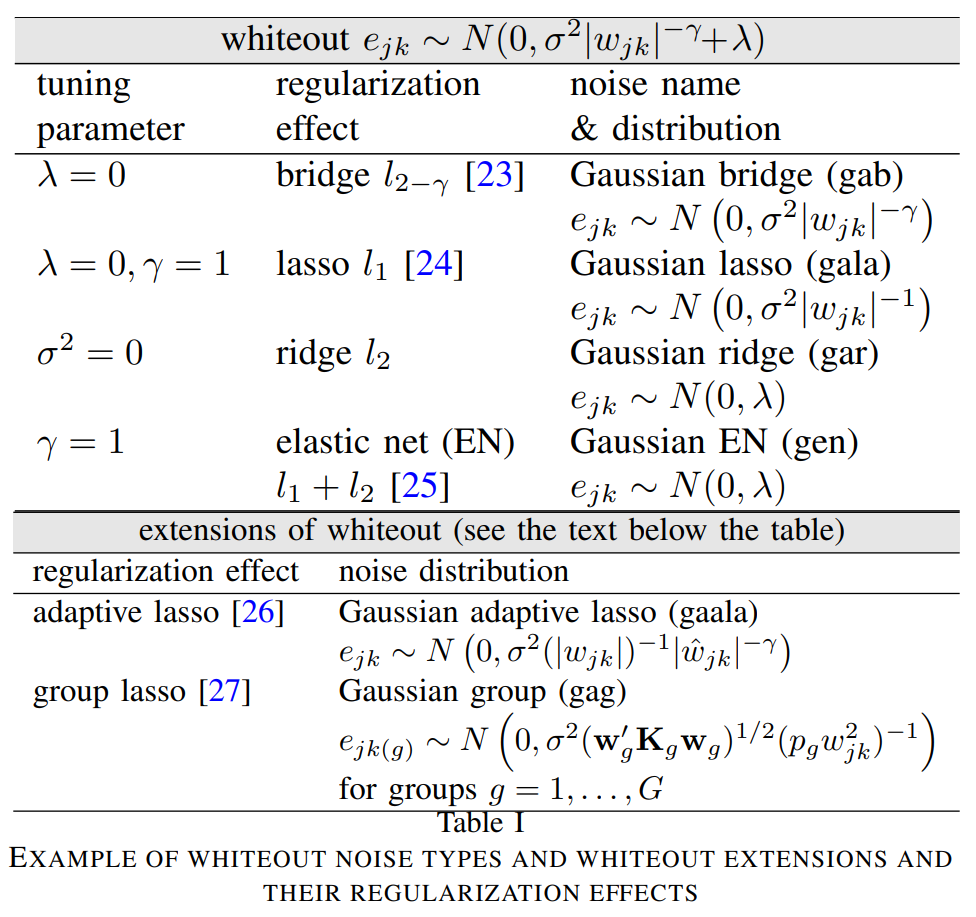 whiteout $e_{jk} \sim N(0, \sigma^2|w_{jk}|^{-\gamma}+\lambda)$
tuning regularization noise name
parameter effect & distribution
$\lambda = 0$ bridge $l_{2-\gamma}$ [23] Gaussian bridge (gab)
$e_{jk} \sim N\left(0, \sigma^2|w_{jk}|^{-\gamma}\right)$
$\lambda = 0, \gamma = 1$ lasso $l_1$ [24] Gaussian lasso (gala)
$e_{jk} \sim N\left(0, \sigma^2|w_{jk}|^{-1}\right)$
$\sigma^2 = 0$ ridge $l_2$ Gaussian ridge (gar)
$e_{jk} \sim N(0, \lambda)$
$\gamma = 1$ elastic net (EN) Gaussian EN (gen)
$l_1 + l_2$ [25] $e_{jk} \sim N(0, \lambda)$
extensions of whiteout (see the text below the table)
regularization effect noise distribution
adaptive lasso [26] Gaussian adaptive lasso (gaala)
$e_{jk} \sim N\left(0, \sigma^2(|w_{jk}|)^{-1}|\hat{w}_{jk}|^{-\gamma}\right)$
group lasso [27] Gaussian group (gag)
$e_{jk(g)} \sim N\left(0, \sigma^2(\mathbf{w}'_g\mathbf{K}_g\mathbf{w}_g)^{1/2}(p_g w_{jk}^2)^{-1}\right)$
for groups $g = 1, \ldots, G$
Table I
EXAMPLE OF WHITEOUT NOISE TYPES AND WHITEOUT EXTENSIONS AND
THEIR REGULARIZATION EFFECTS